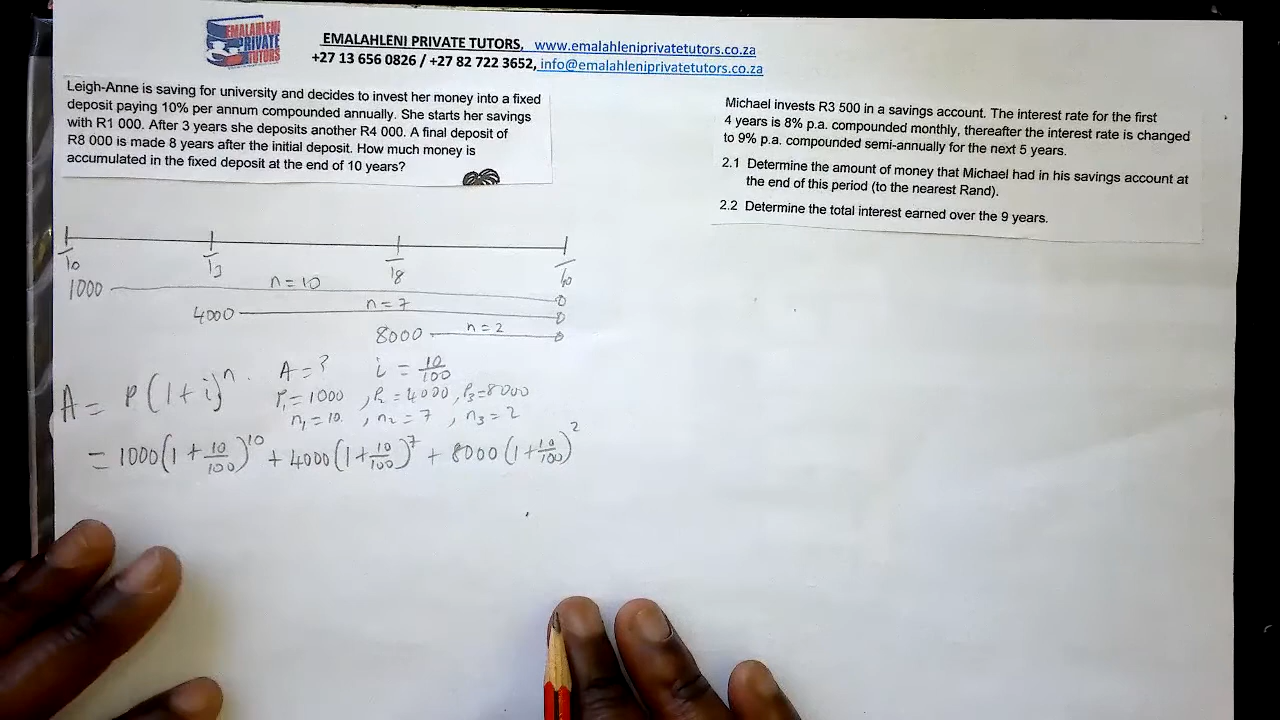 EMALAHLENI
PRIVATE
TUTORS
EMALAHLENI PRIVATE TUTORS, www.emalahleniprivatetutors.co.za
+27 13 656 0826 / +27 82 722 3652, info@emalahleniprivatetutors.co.za
Leigh-Anne is saving for university and decides to invest her money into a fixed
deposit paying 10% per annum compounded annually. She starts her savings
with R1 000. After 3 years she deposits another R4 000. A final deposit of
R8 000 is made 8 years after the initial deposit. How much money is
accumulated in the fixed deposit at the end of 10 years?
T0 T3 T8 T10
1000 n=10
4000 n=7
8000 n=2
A = P(1+i)^n . A=? i = 10/100
P₁=1000 , P₂=4000 , P₃=8000
n₁=10. , n₂=7 , n₃=2
= 1000(1+10/100)^10 + 4000(1+10/100)^7 + 8000(1+10/100)^2
Michael invests R3 500 in a savings account. The interest rate for the first
4 years is 8% p.a. compounded monthly, thereafter the interest rate is changed
to 9% p.a. compounded semi-annually for the next 5 years.
2.1 Determine the amount of money that Michael had in his savings account at
the end of this period (to the nearest Rand).
2.2 Determine the total interest earned over the 9 years.